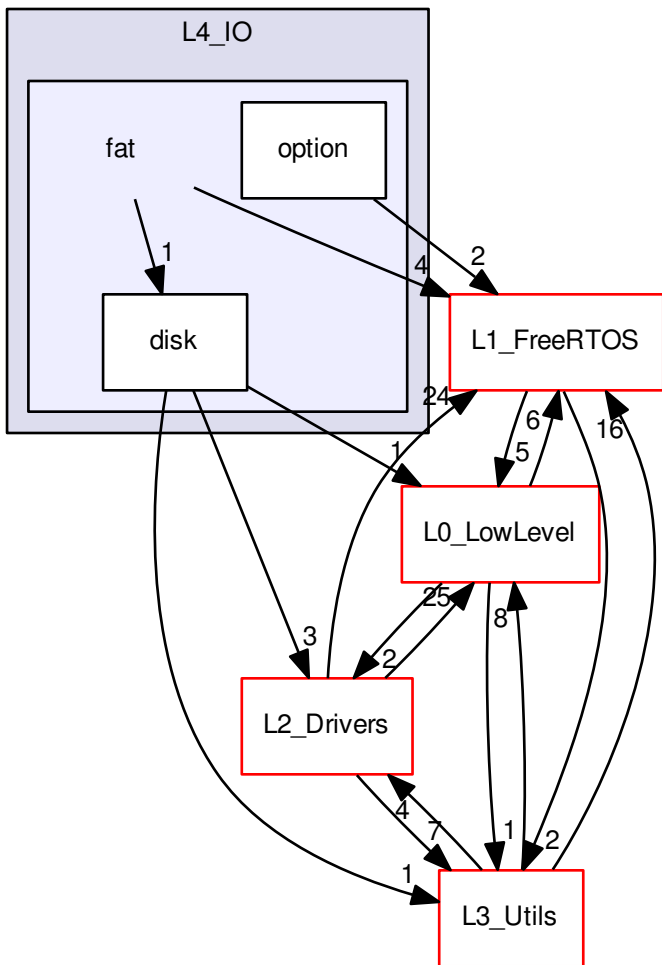 L4_IO
fat
option
1
4
2
disk
L1_FreeRTOS
24
6
16
1
5
L0_LowLevel
25
8
3
2
L2_Drivers
4
7
1
2
1
L3_Utils